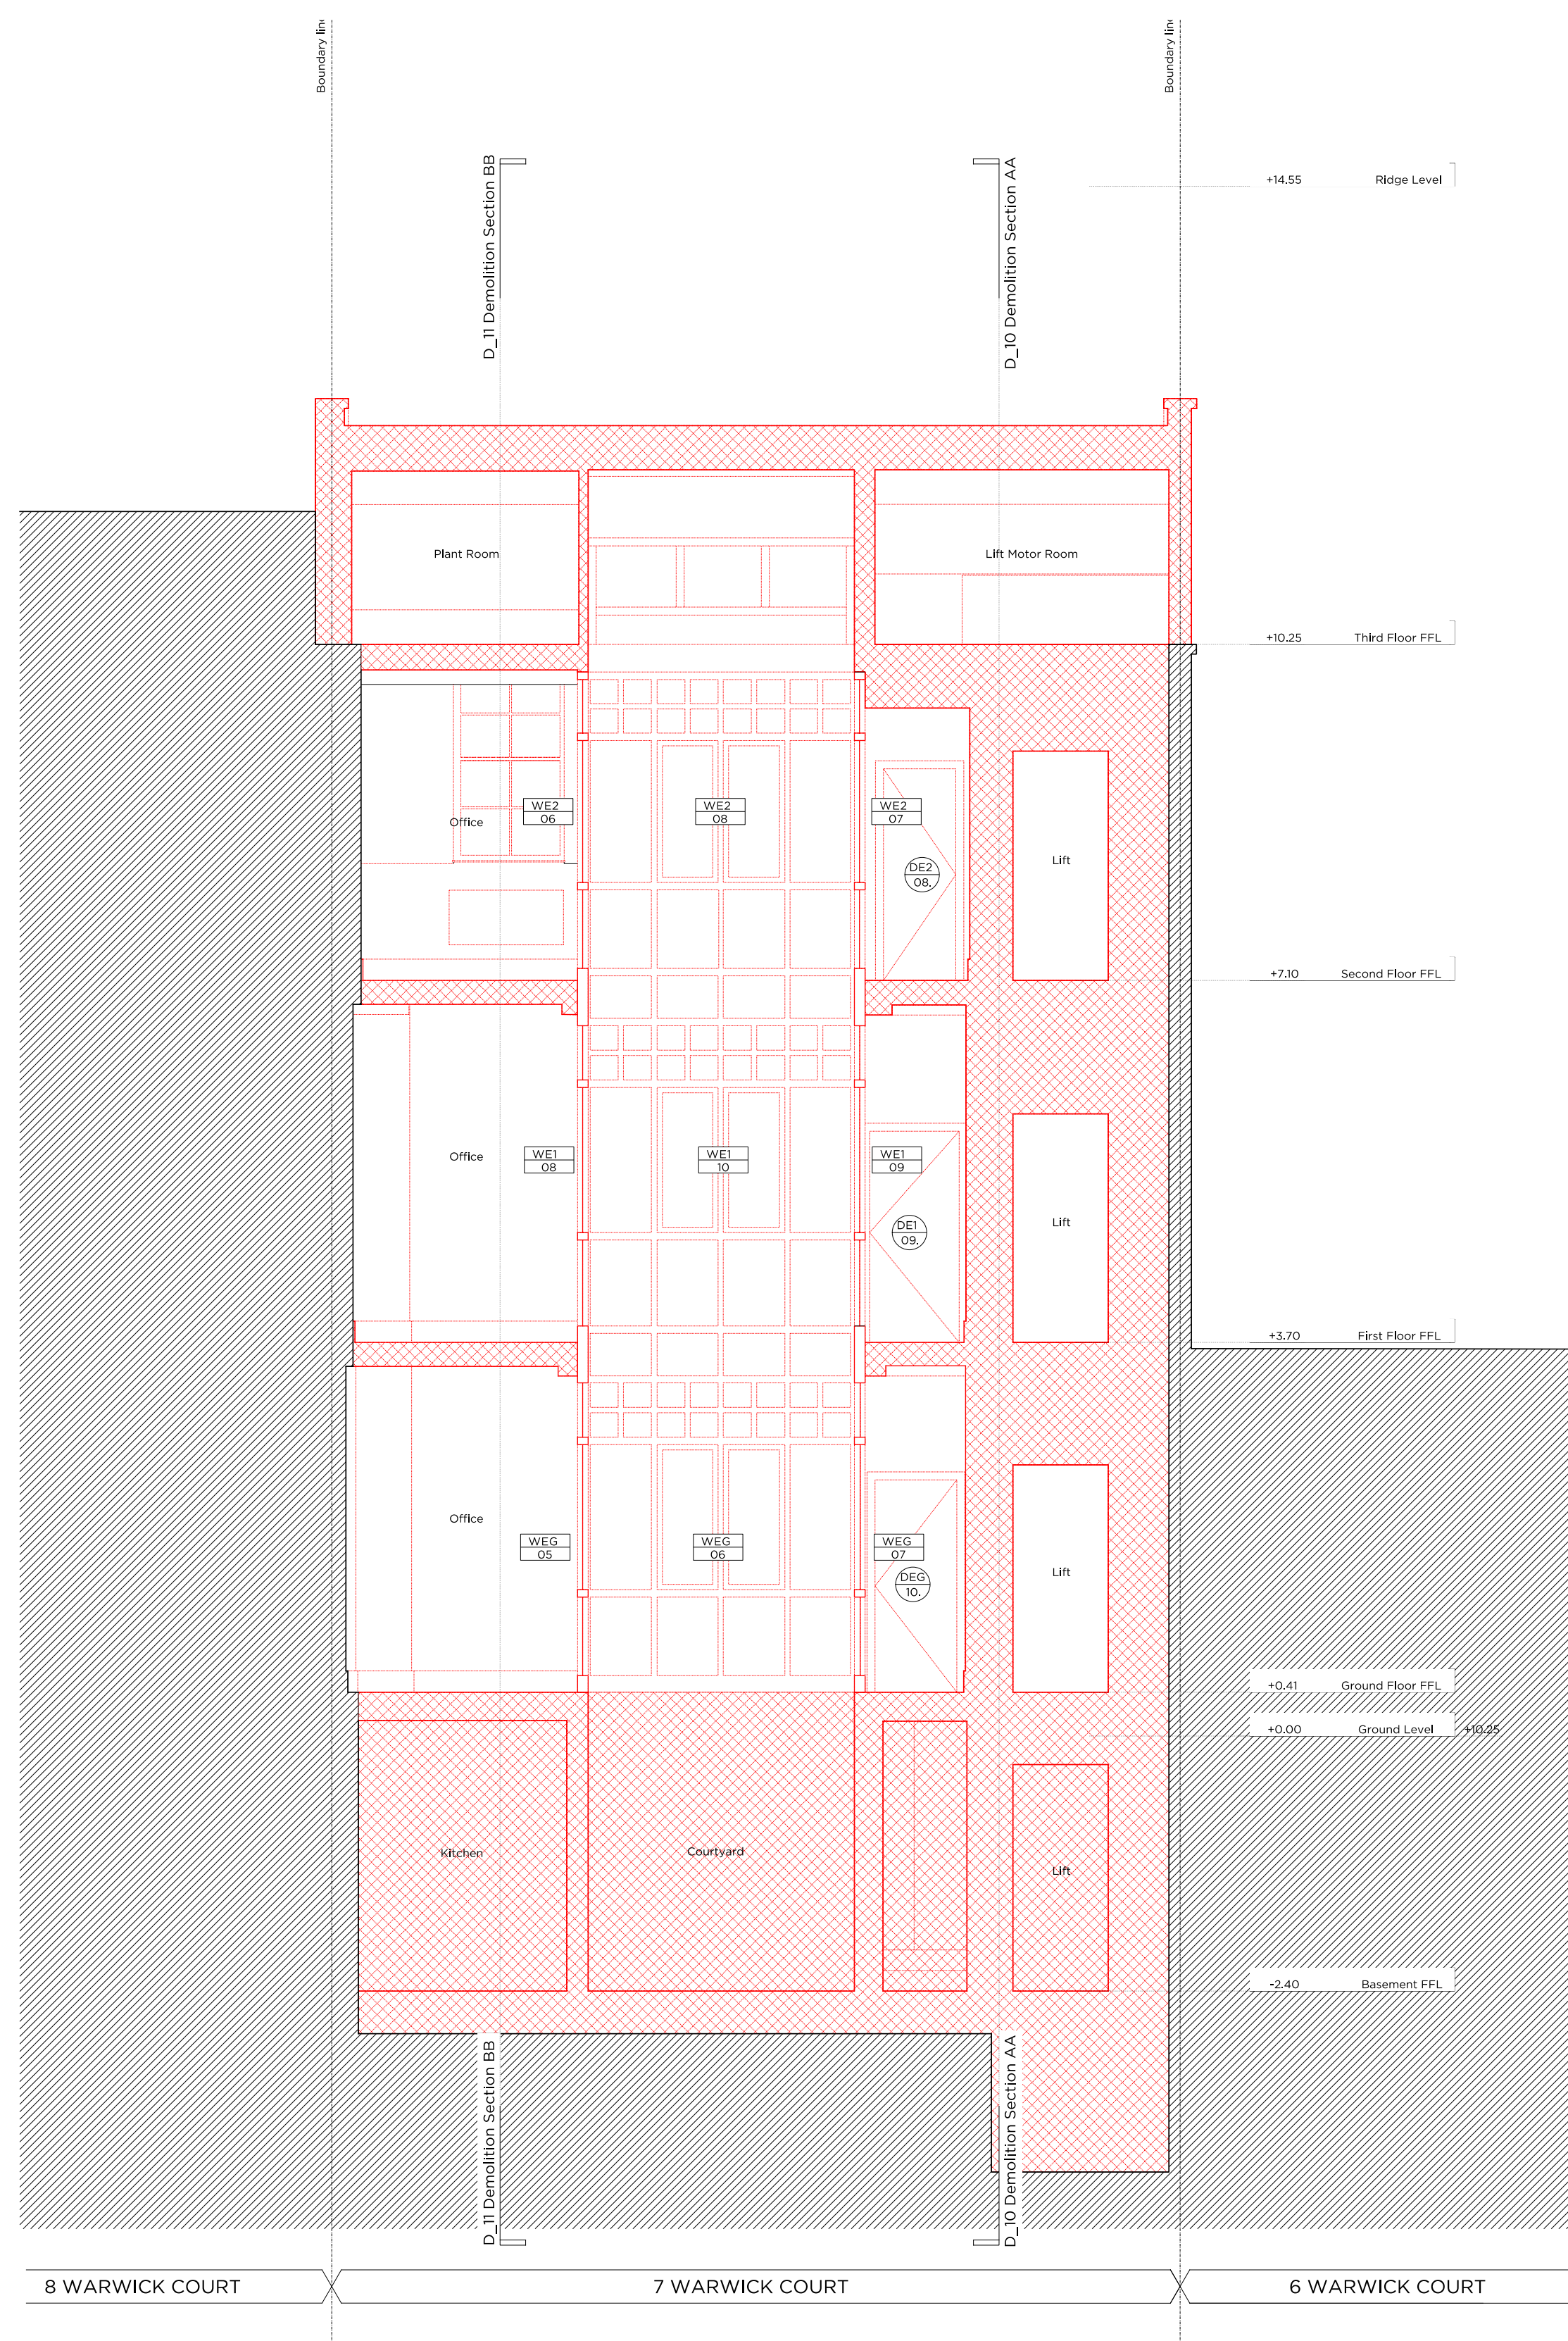 Boundary line
Boundary line
D_11 Demolition Section BB
D_10 Demolition Section AA
+14.55 Ridge Level
Plant Room
Lift Motor Room
+10.25 Third Floor FFL
WE2
06
WE2
08
WE2
07
Office
DE2
08.
Lift
+7.10 Second Floor FFL
Office
WE1
08
WE1
10
WE1
09
DE1
09.
Lift
+3.70 First Floor FFL
Office
WEG
05
WEG
06
WEG
07
DEG
10.
Lift
+0.41 Ground Floor FFL
+0.00 Ground Level +10.25
Kitchen
Courtyard
Lift
-2.40 Basement FFL
D_11 Demolition Section BB
D_10 Demolition Section AA
8 WARWICK COURT
7 WARWICK COURT
6 WARWICK COURT